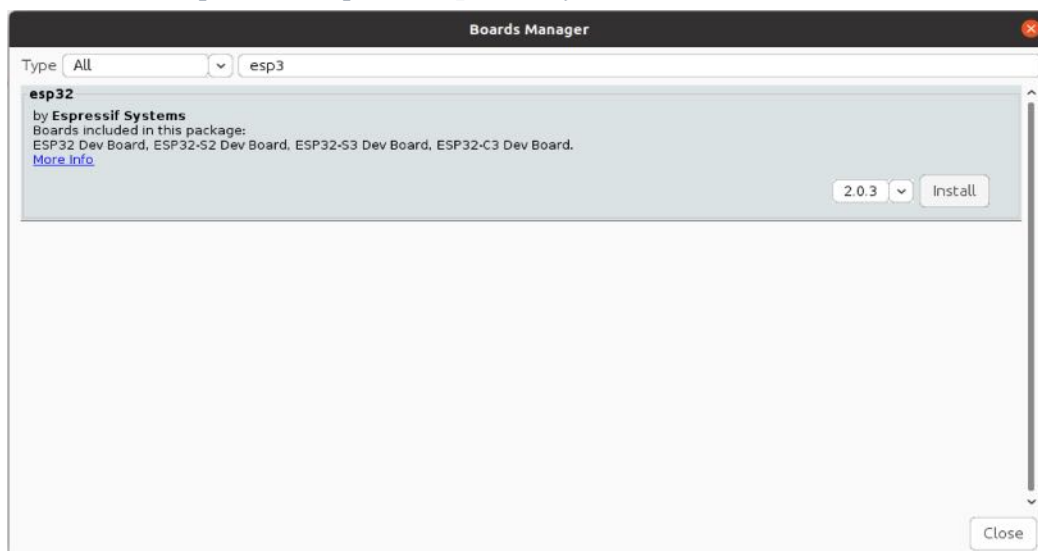 Boards Manager
Type All esp3
esp32
by Espressif Systems
Boards included in this package:
ESP32 Dev Board, ESP32-S2 Dev Board, ESP32-S3 Dev Board, ESP32-C3 Dev Board.
More Info
2.0.3 Install
Close